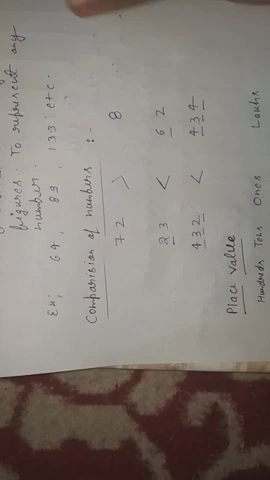 figures. To represent any
number.
Ex; 64, 89, 133 etc.
Comparision of numbers :-
72 > 8
23 < 62
432 < 434
Place value
Hundreds Tens Ones Lakhs